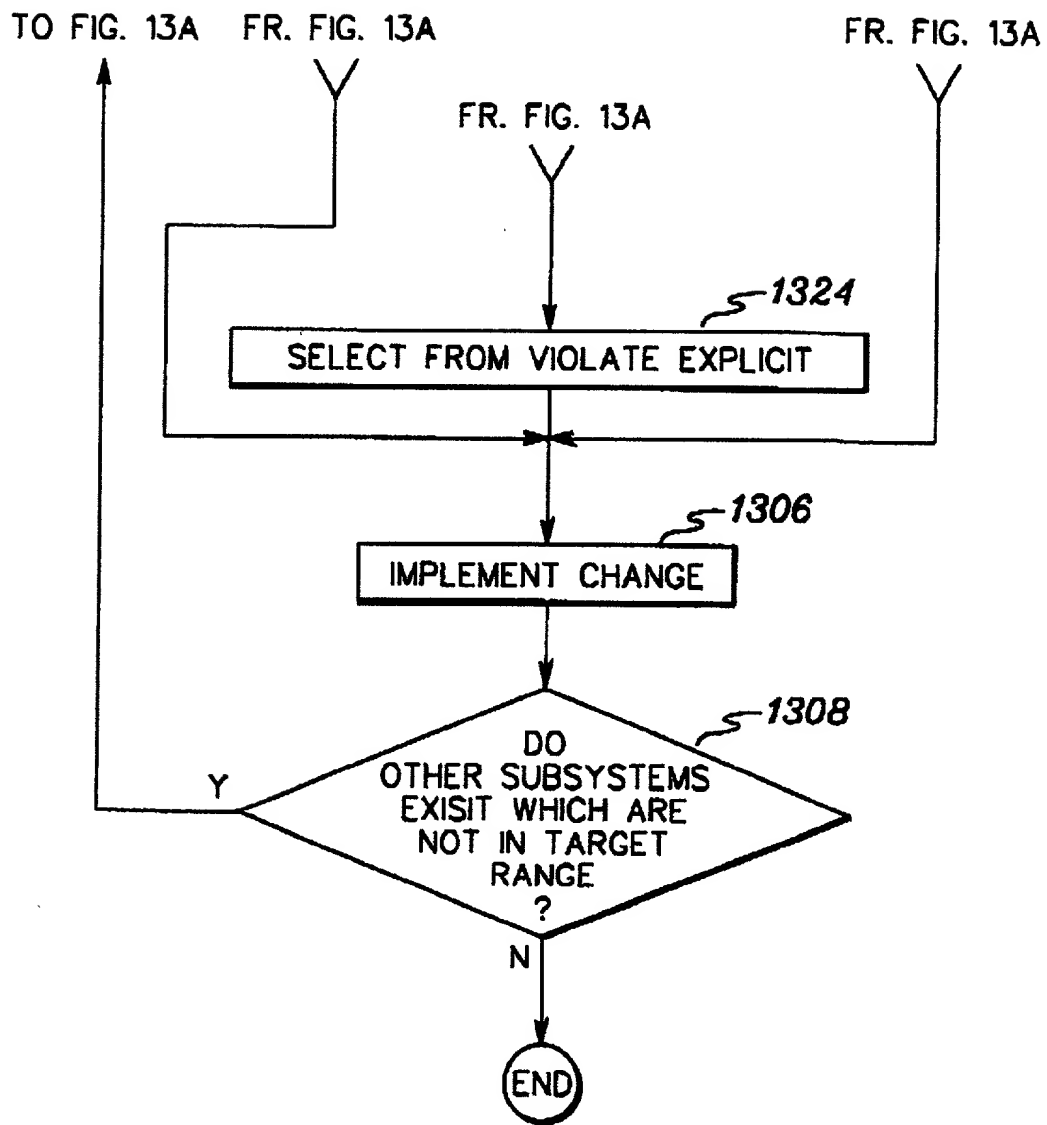 TO FIG. 13A
FR. FIG. 13A
FR. FIG. 13A
FR. FIG. 13A
1324
SELECT FROM VIOLATE EXPLICIT
1306
IMPLEMENT CHANGE
1308
DO
OTHER SUBSYSTEMS
EXISIT WHICH ARE
NOT IN TARGET
RANGE
?
Y
N
END